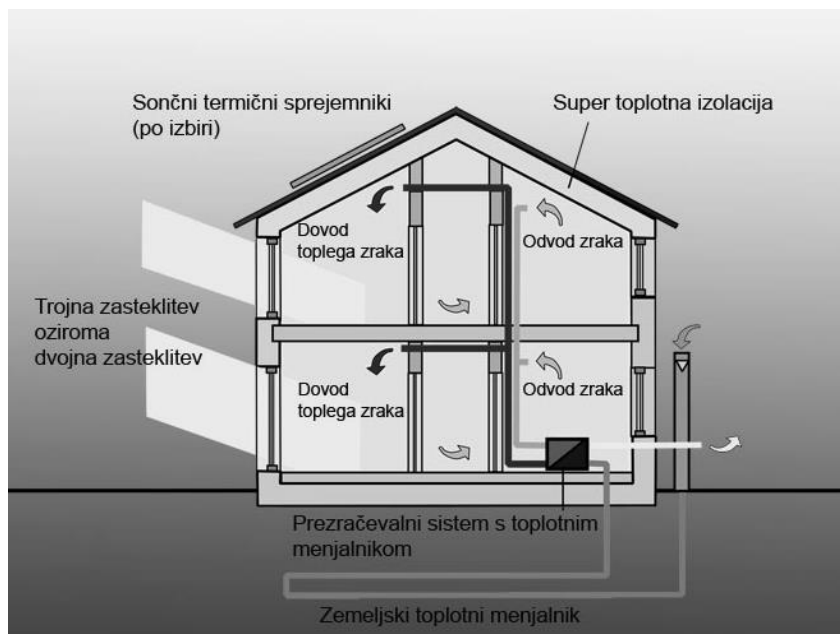 Sončni termični sprejemniki
(po izbiri)
Super toplotna izolacija
Dovod
toplega zraka
Odvod zraka
Trojna zasteklitev
oziroma
dvojna zasteklitev
Dovod
toplega zraka
Odvod zraka
Prezračevalni sistem s toplotnim
menjalnikom
Zemeljski toplotni menjalnik